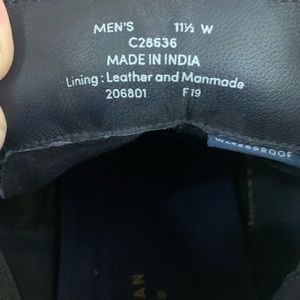 MEN'S 11½ W
C28636
MADE IN INDIA
Lining: Leather and Manmade
206801 F19
WATERPROOF